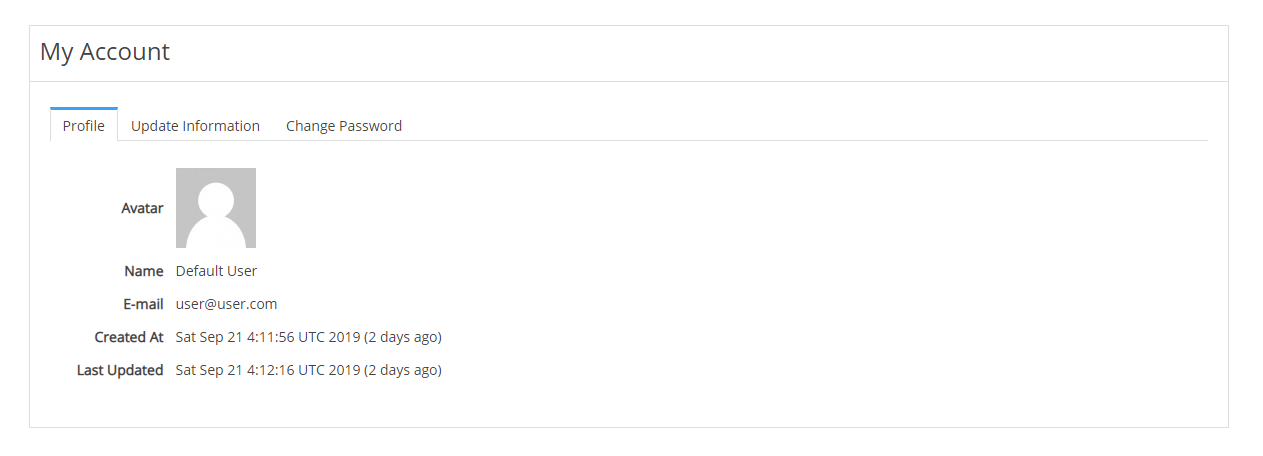 My Account
Profile Update Information Change Password
Avatar
Name Default User
E-mail user@user.com
Created At Sat Sep 21 4:11:56 UTC 2019 (2 days ago)
Last Updated Sat Sep 21 4:12:16 UTC 2019 (2 days ago)